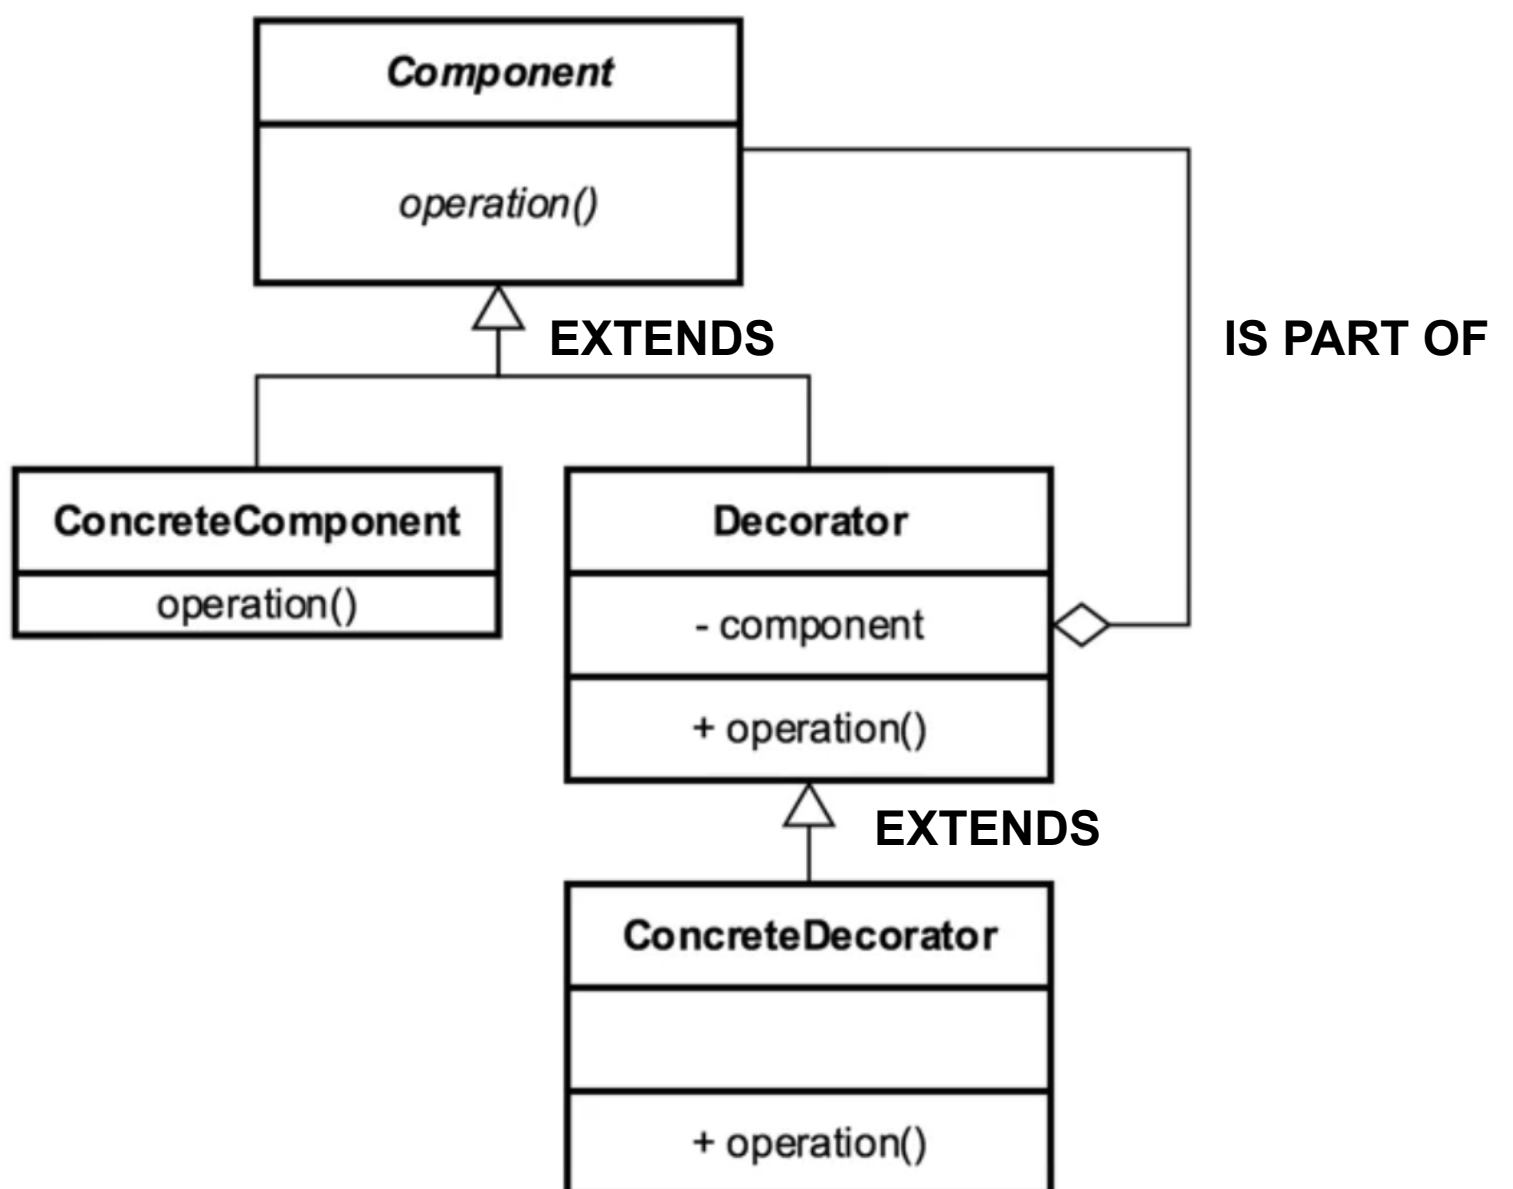 Component
operation()
EXTENDS
IS PART OF
ConcreteComponent
operation()
Decorator
- component
+ operation()
EXTENDS
ConcreteDecorator
+ operation()